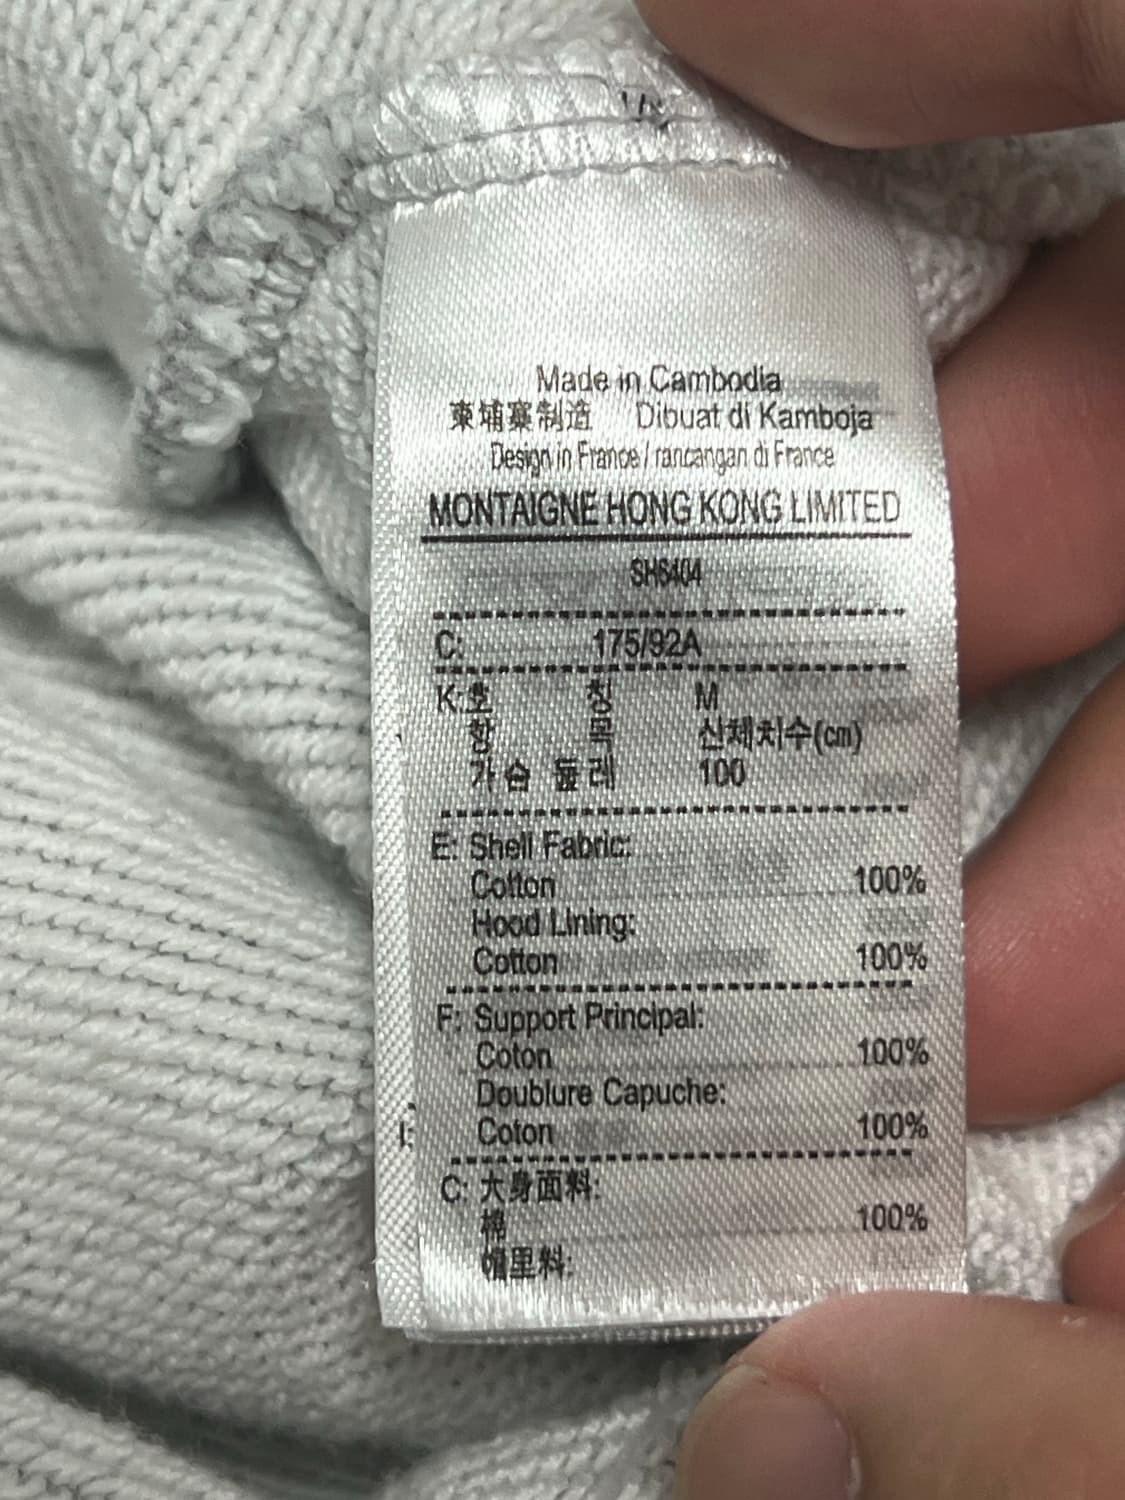 Made in Cambodia
柬埔寨制造 Dibuat di Kamboja
Design in France / rancangan di France
MONTAIGNE HONG KONG LIMITED
SH6404
C: 175/92A
K:호 칭 M
항 목 신체치수(cm)
가 슴 둘 레 100
E: Shell Fabric:
Cotton 100%
Hood Lining:
Cotton 100%
F: Support Principal:
Coton 100%
Doublure Capuche:
Coton 100%
C: 大身面料:
棉 100%
帽里料: